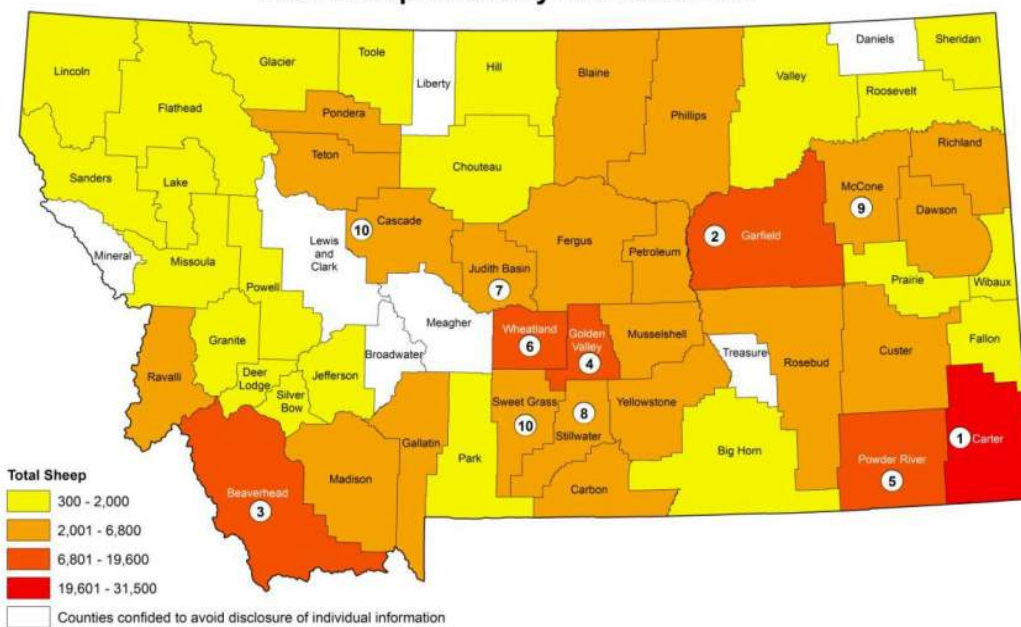 Daniels
Sheridan
Toole
Hill
Glacier
Lincoln
Liberty
Blaine
Valley
Roosevelt
Flathead
Pondera
Phillips
Teton
Chouteau
Richland
Sanders
Lake
McCone
9
Dawson
Cascade
10
2
Garfield
Lewis
and
Clark
Fergus
Petroleum
Mineral
Missoula
Judith Basin
7
Powell
Prairie
Wibaux
Meagher
Wheatland
6
Golden
Valley
4
Musselshell
Granite
Broadwater
Treasure
Rosebud
Custer
Fallon
Ravalli
Deer
Lodge
Jefferson
Silver
Bow
Sweet Grass
10
8
Stillwater
Yellowstone
Gallatin
Park
Big Horn
1
Carter
Powder River
5
Madison
Carbon
Beaverhead
3
Total Sheep
300 - 2,000
2,001 - 6,800
6,801 - 19,600
19,601 - 31,500
Counties confided to avoid disclosure of individual information